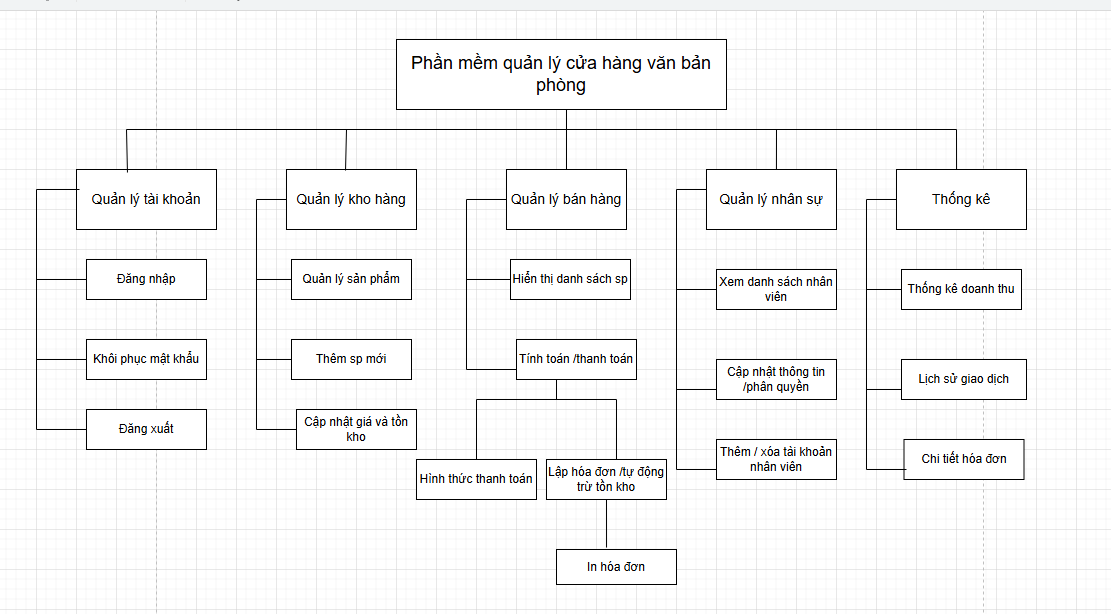 Phần mềm quản lý cửa hàng văn bản
phòng
Quản lý tài khoản
Quản lý kho hàng
Quản lý bán hàng
Quản lý nhân sự
Thống kê
Đăng nhập
Quản lý sản phẩm
Hiển thị danh sách sp
Xem danh sách nhân
viên
Thống kê doanh thu
Khôi phục mật khẩu
Thêm sp mới
Tính toán /thanh toán
Cập nhật thông tin
/phân quyền
Lịch sử giao dịch
Đăng xuất
Cập nhật giá và tồn
kho
Thêm / xóa tài khoản
nhân viên
Chi tiết hóa đơn
Hình thức thanh toán
Lập hóa đơn /tự động
trừ tồn kho
In hóa đơn